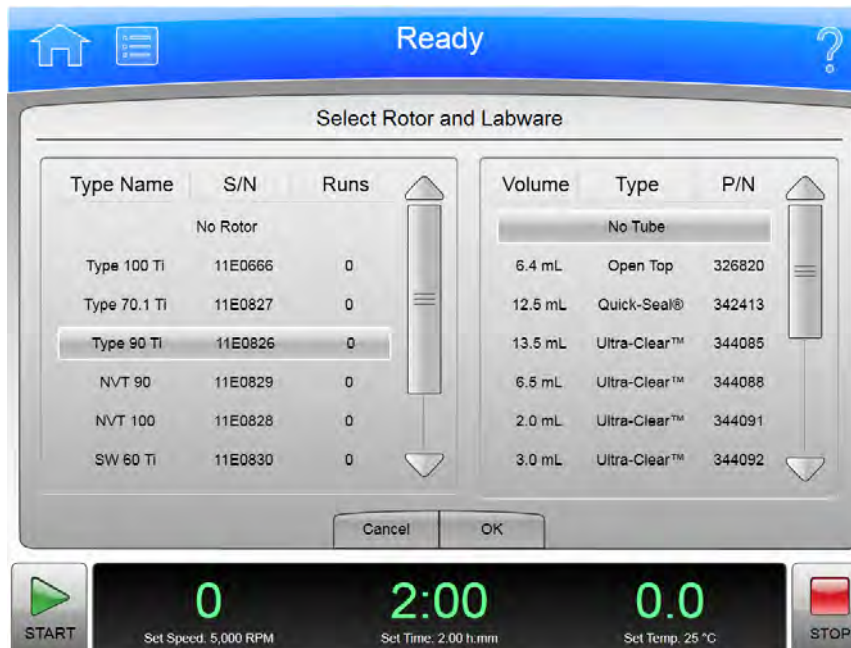 Ready
?
Select Rotor and Labware
Type Name S/N Runs
No Rotor
Type 100 Ti 11E0666 0
Type 70.1 Ti 11E0827 0
Type 90 Ti 11E0826 0
NVT 90 11E0829 0
NVT 100 11E0828 0
SW 60 Ti 11E0830 0
Volume Type P/N
No Tube
6.4 mL Open Top 326820
12.5 mL Quick-Seal® 342413
13.5 mL Ultra-Clear™ 344085
6.5 mL Ultra-Clear™ 344088
2.0 mL Ultra-Clear™ 344091
3.0 mL Ultra-Clear™ 344092
Cancel OK
START
0
Set Speed: 5,000 RPM
2:00
Set Time: 2:00 h:mm
0.0
Set Temp. 25 °C
STOP